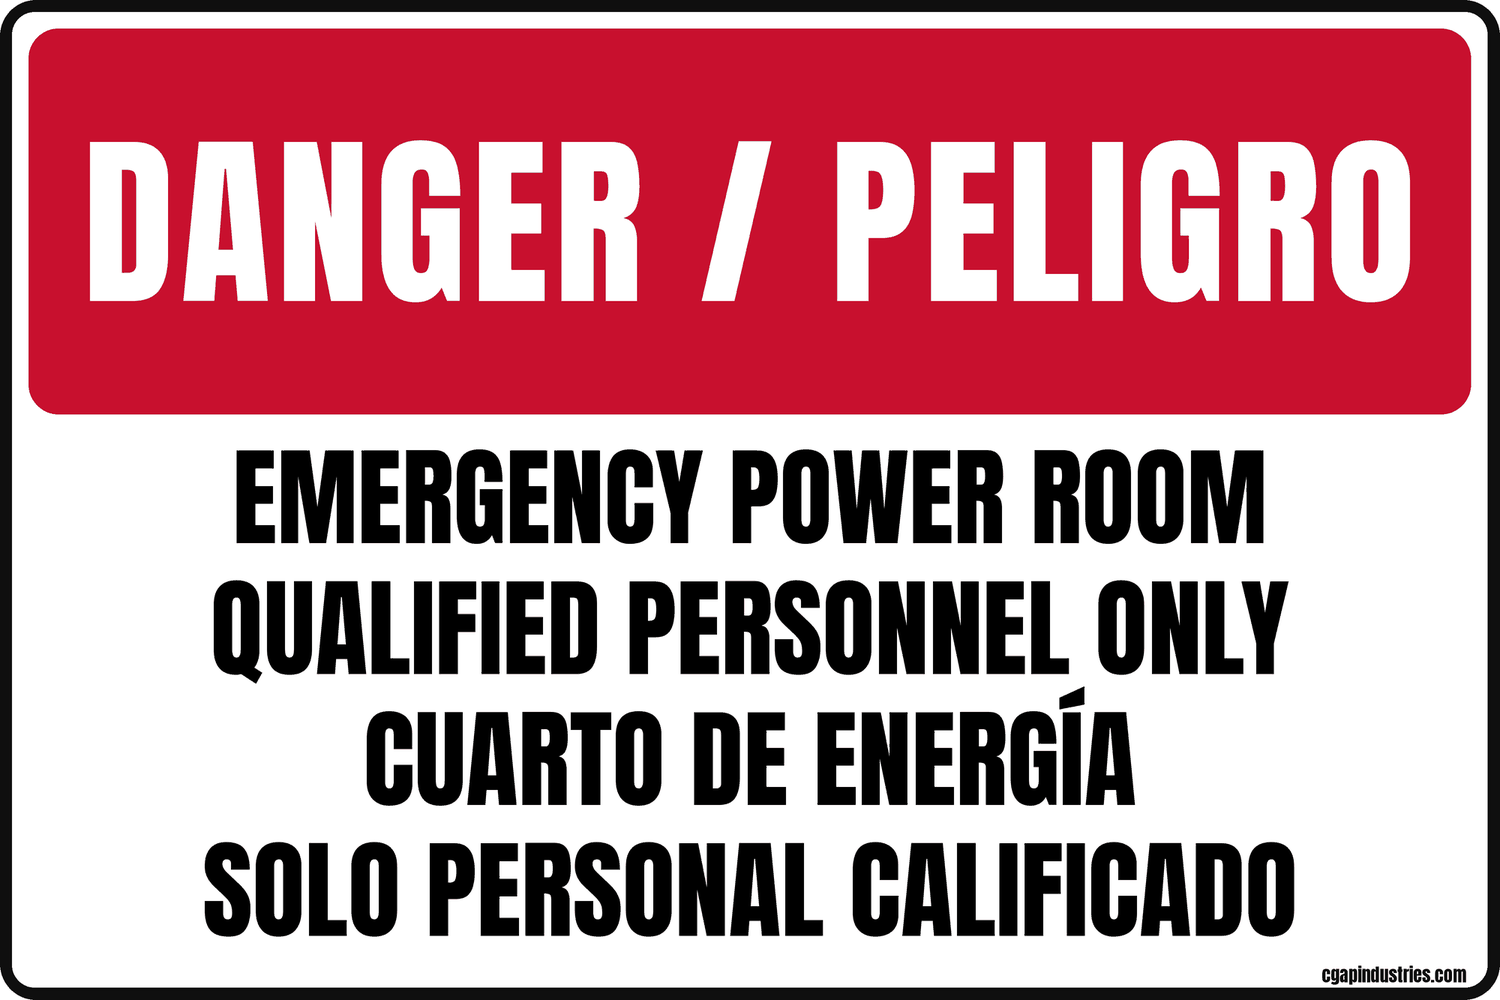 DANGER / PELIGRO
EMERGENCY POWER ROOM
QUALIFIED PERSONNEL ONLY
CUARTO DE ENERGÍA
SOLO PERSONAL CALIFICADO
cgapindustries.com